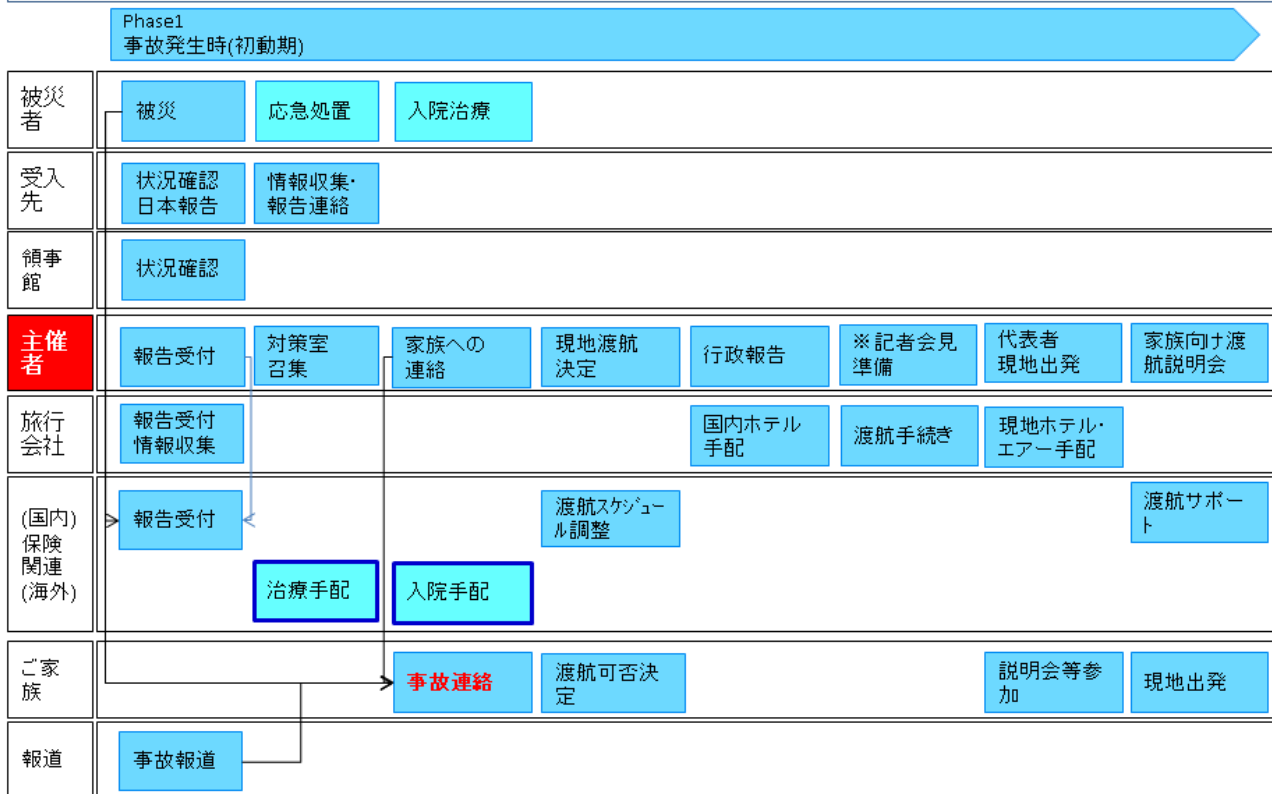 Phase1
事故発生時(初動期)
被災
者
被災
応急処置
入院治療
受入
先
状況確認
日本報告
情報収集･
報告連絡
領事
館
状況確認
主催
者
報告受付
対策室
召集
家族への
連絡
現地渡航
決定
行政報告
※記者会見
準備
代表者
現地出発
家族向け渡
航説明会
旅行
会社
報告受付
情報収集
国内ホテル
手配
渡航手続き
現地ホテル･
エアー手配
(国内)
保険
関連
(海外)
報告受付
渡航ｽｹｼﾞｭｰ
ﾙ調整
渡航サポー
ト
治療手配
入院手配
ご家
族
事故連絡
渡航可否決
定
説明会等参
加
現地出発
報道
事故報道